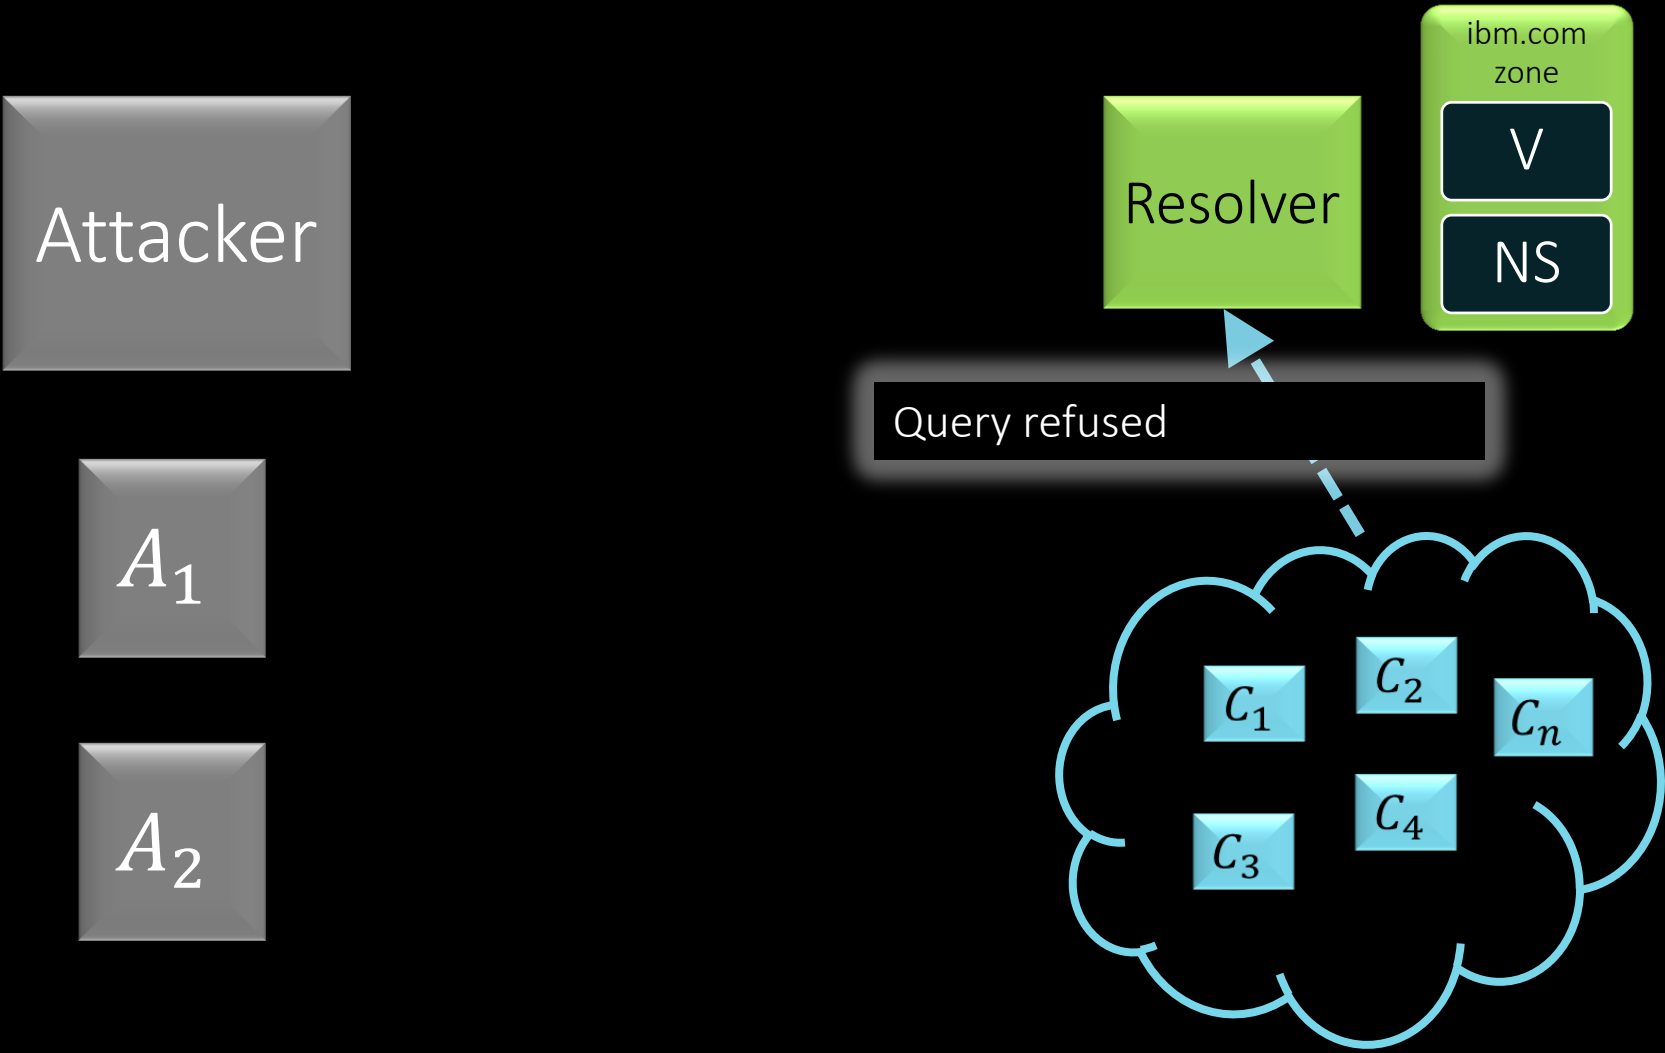 ibm.com
zone
V
NS
Attacker
Resolver
Query refused
A₁
A₂
C₁
C₂
Cₙ
C₃
C₄